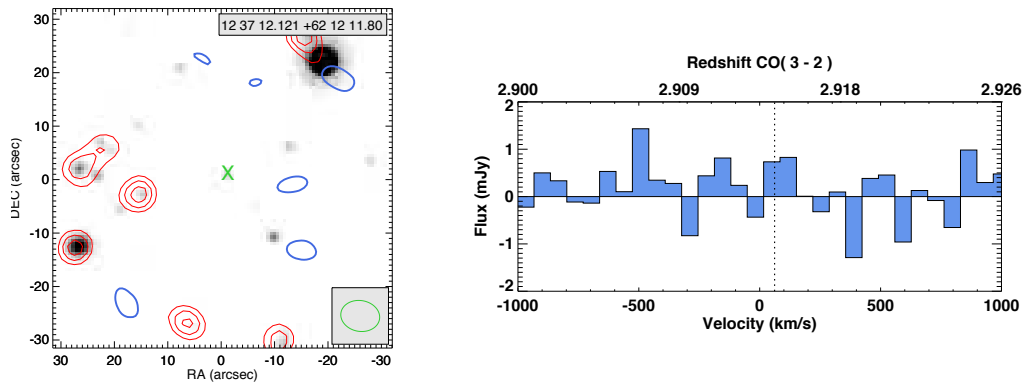 12 37 12.121 +62 12 11.80
30
20
10
0
-10
-20
-30
DEC (arcsec)
X
30 20 10 0 -10 -20 -30
RA (arcsec)
Redshift CO( 3 - 2 )
2.900 2.909 2.918 2.926
2
1
0
-1
-2
Flux (mJy)
-1000 -500 0 500 1000
Velocity (km/s)